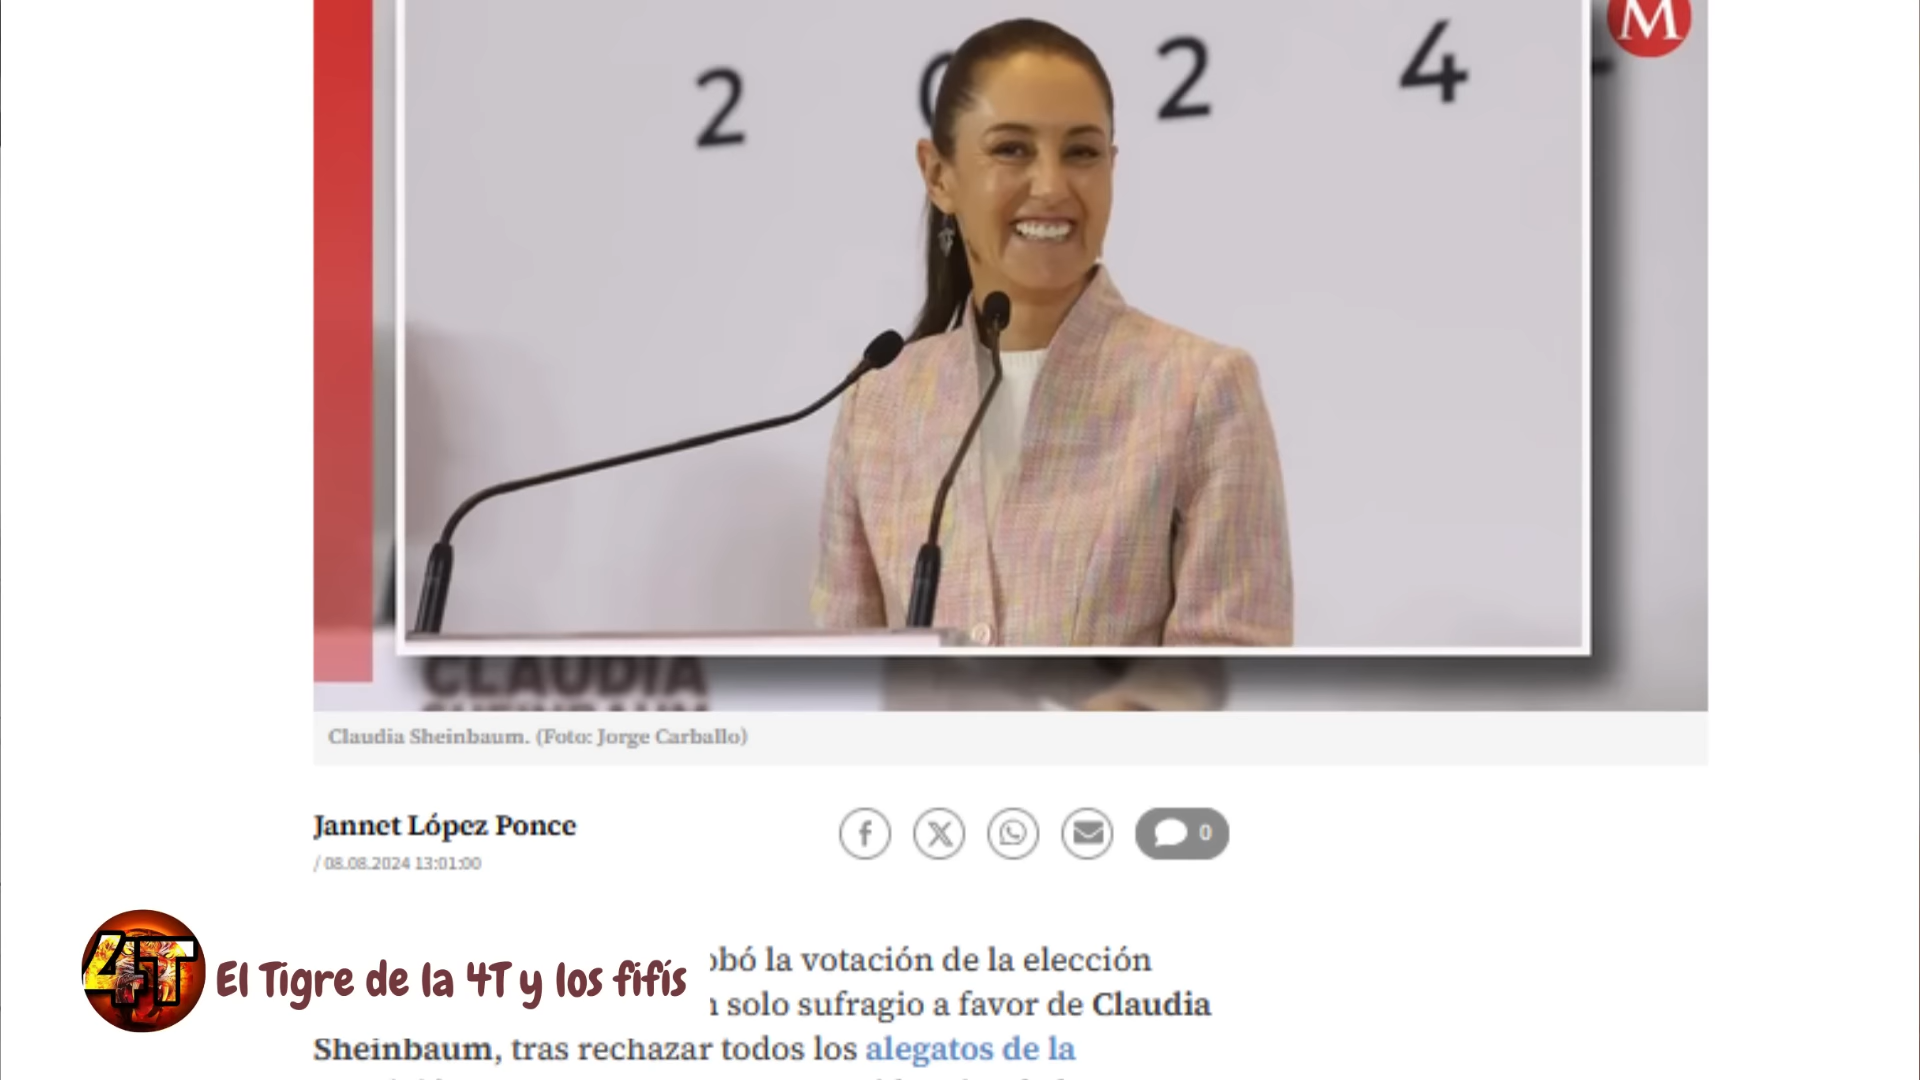 2 0 2 4
M
CLAUDIA
SHEINBAUM
Claudia Sheinbaum. (Foto: Jorge Carballo)
Jannet López Ponce
0
/ 08.08.2024 13:01:00
4T El Tigre de la 4T y los fifís
obó la votación de la elección
solo sufragio a favor de Claudia
Sheinbaum, tras rechazar todos los alegatos de la